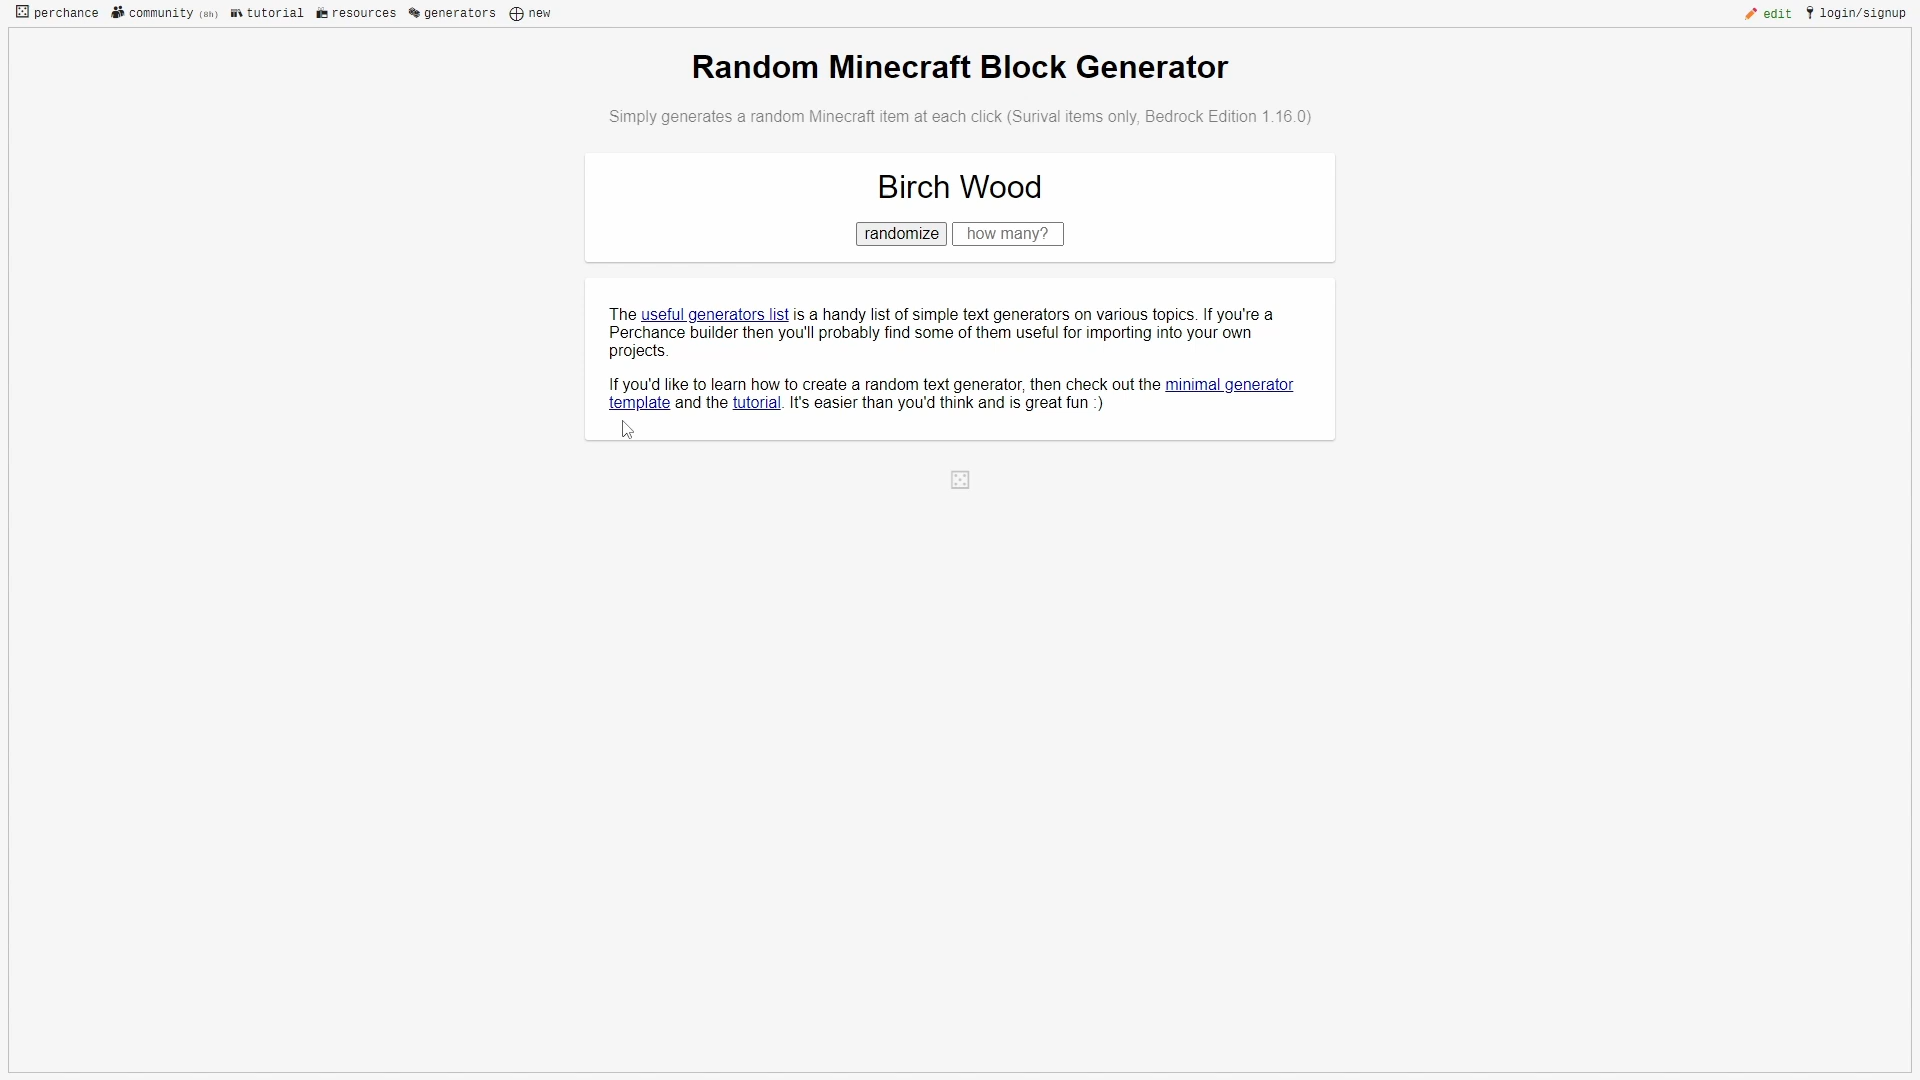 perchance community (8h) tutorial resources generators new edit login/signup
Random Minecraft Block Generator
Simply generates a random Minecraft item at each click (Surival items only, Bedrock Edition 1.16.0)
Birch Wood
randomize how many?
The useful generators list is a handy list of simple text generators on various topics. If you're a
Perchance builder then you'll probably find some of them useful for importing into your own
projects.
If you'd like to learn how to create a random text generator, then check out the minimal generator
template and the tutorial. It's easier than you'd think and is great fun :)